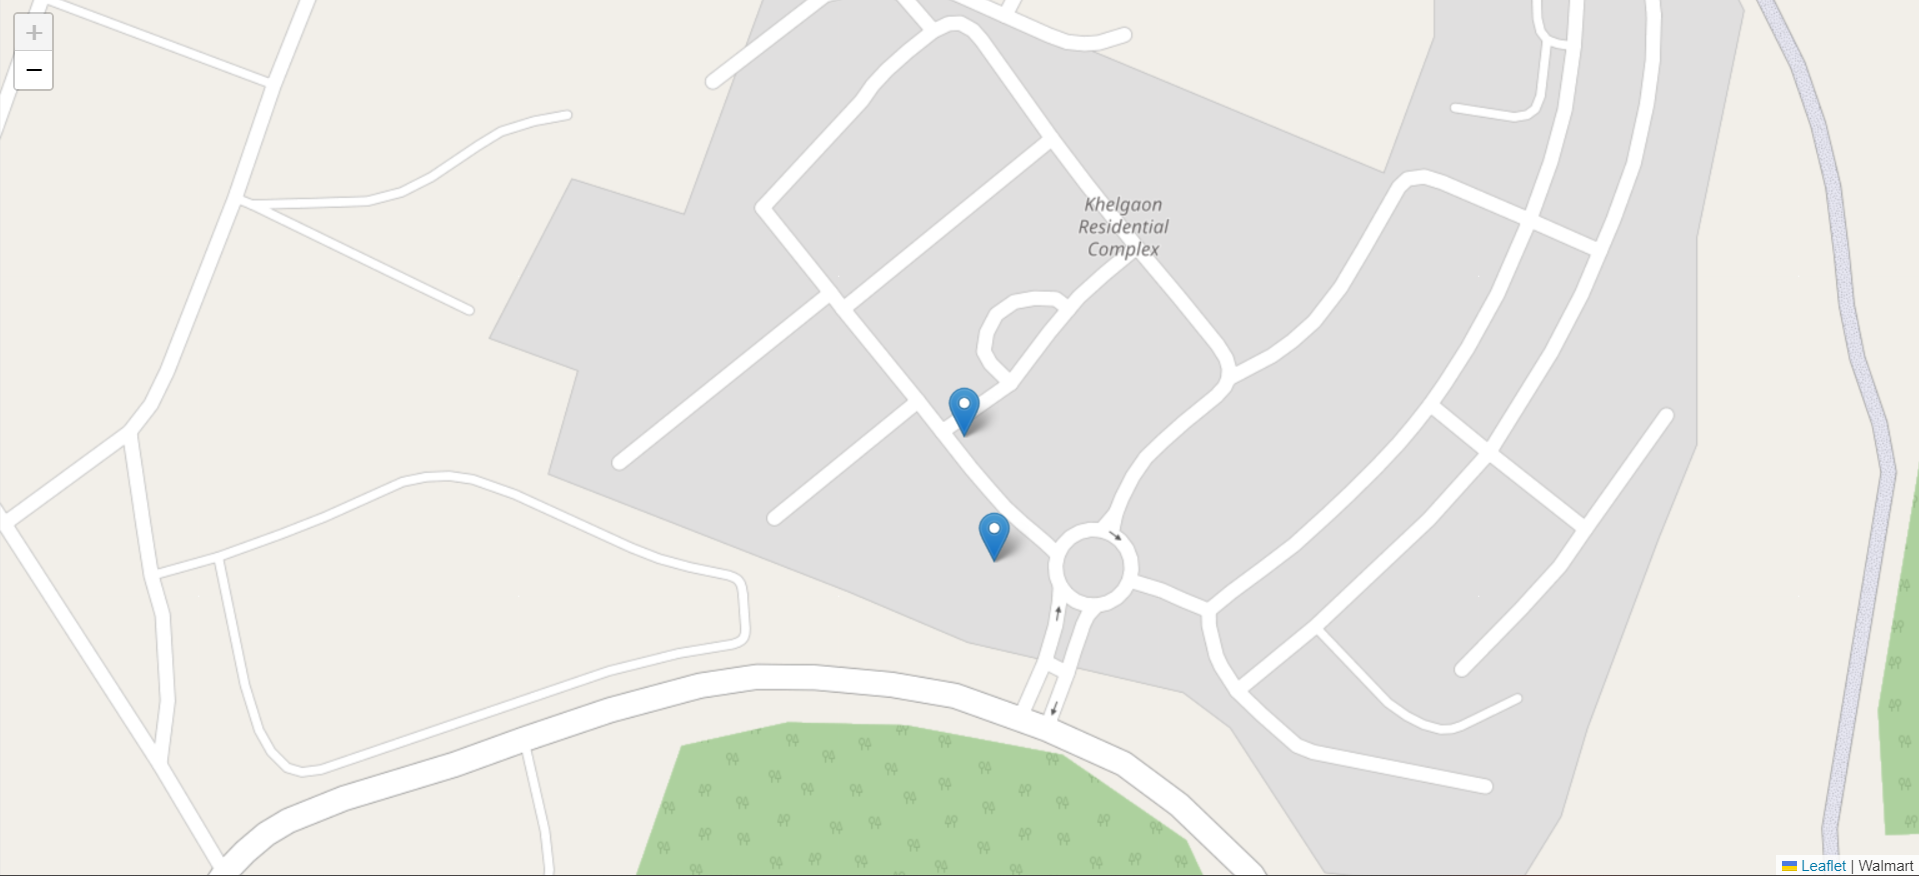 +
−
Khelgaon
Residential
Complex
Leaflet | Walmart